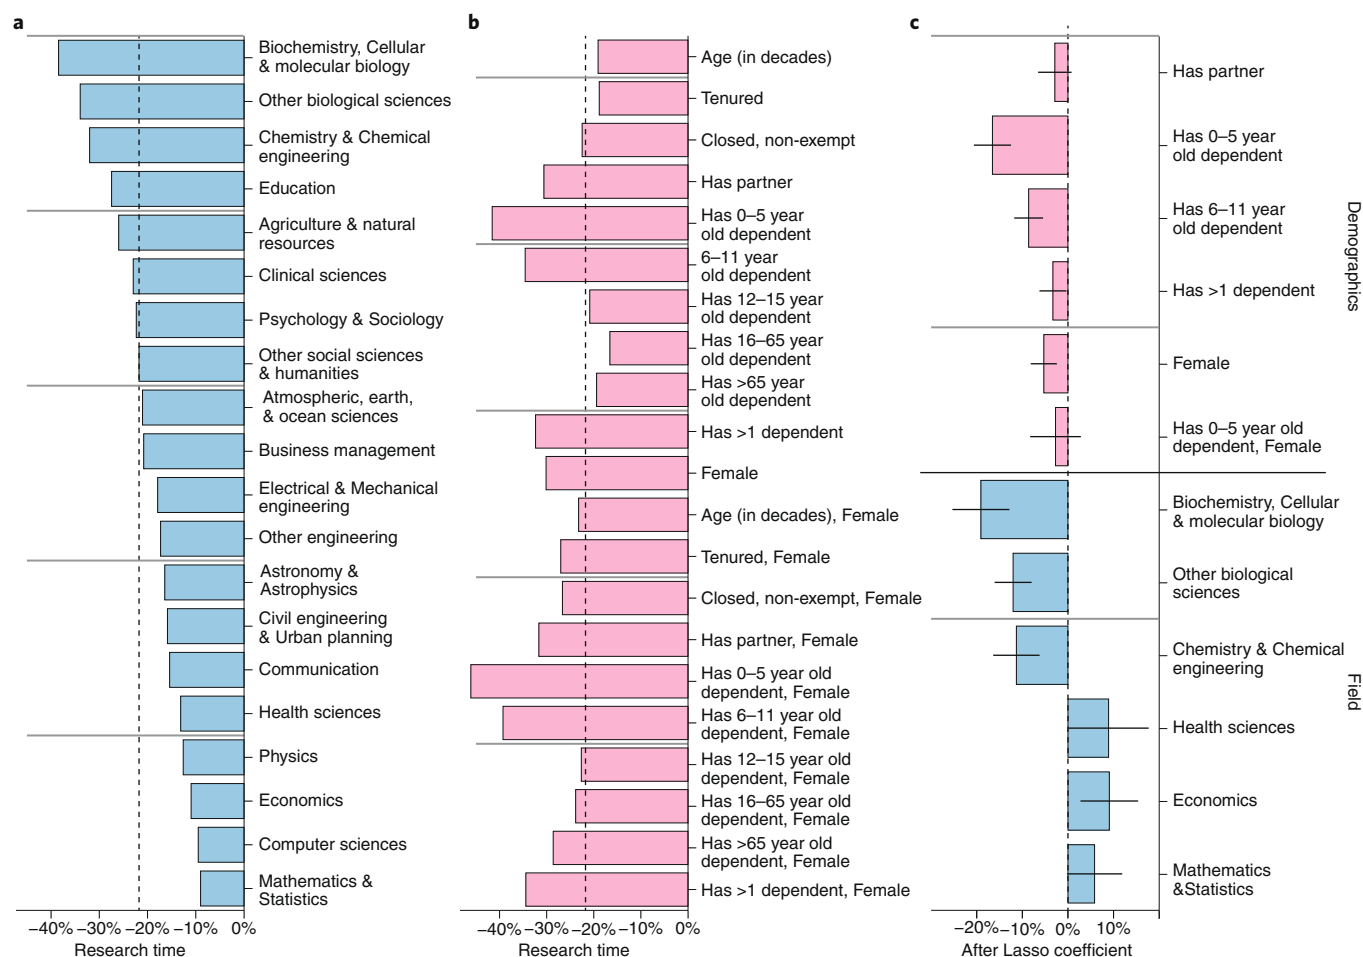 a
Biochemistry, Cellular
& molecular biology
Other biological sciences
Chemistry & Chemical
engineering
Education
Agriculture & natural
resources
Clinical sciences
Psychology & Sociology
Other social sciences
& humanities
Atmospheric, earth,
& ocean sciences
Business management
Electrical & Mechanical
engineering
Other engineering
Astronomy &
Astrophysics
Civil engineering
& Urban planning
Communication
Health sciences
Physics
Economics
Computer sciences
Mathematics &
Statistics
−40% −30% −20% −10% 0%
Research time
b
Age (in decades)
Tenured
Closed, non-exempt
Has partner
Has 0–5 year
old dependent
6–11 year
old dependent
Has 12–15 year
old dependent
Has 16–65 year
old dependent
Has >65 year
old dependent
Has >1 dependent
Female
Age (in decades), Female
Tenured, Female
Closed, non-exempt, Female
Has partner, Female
Has 0–5 year old
dependent, Female
Has 6–11 year old
dependent, Female
Has 12–15 year old
dependent, Female
Has 16–65 year old
dependent, Female
Has >65 year old
dependent, Female
Has >1 dependent, Female
−40% −30% −20% −10% 0%
Research time
c
Has partner
Has 0–5 year
old dependent
Has 6–11 year
old dependent
Has >1 dependent
Female
Has 0–5 year old
dependent, Female
Biochemistry, Cellular
& molecular biology
Other biological
sciences
Chemistry & Chemical
engineering
Health sciences
Economics
Mathematics
&Statistics
Demographics
Field
−20% −10% 0% 10%
After Lasso coefficient